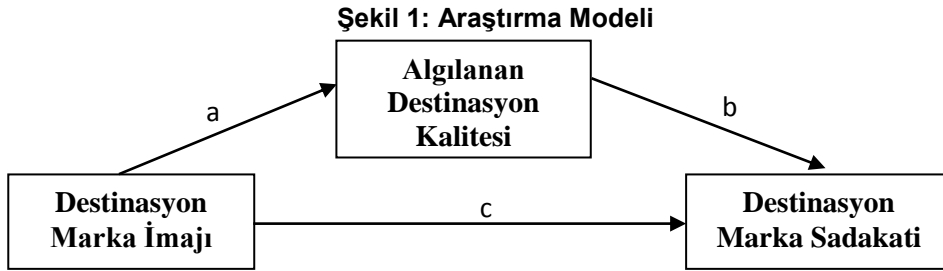 Şekil 1: Araştırma Modeli
Algılanan
Destinasyon
Kalitesi
a
b
Destinasyon
Marka İmajı
c
Destinasyon
Marka Sadakati